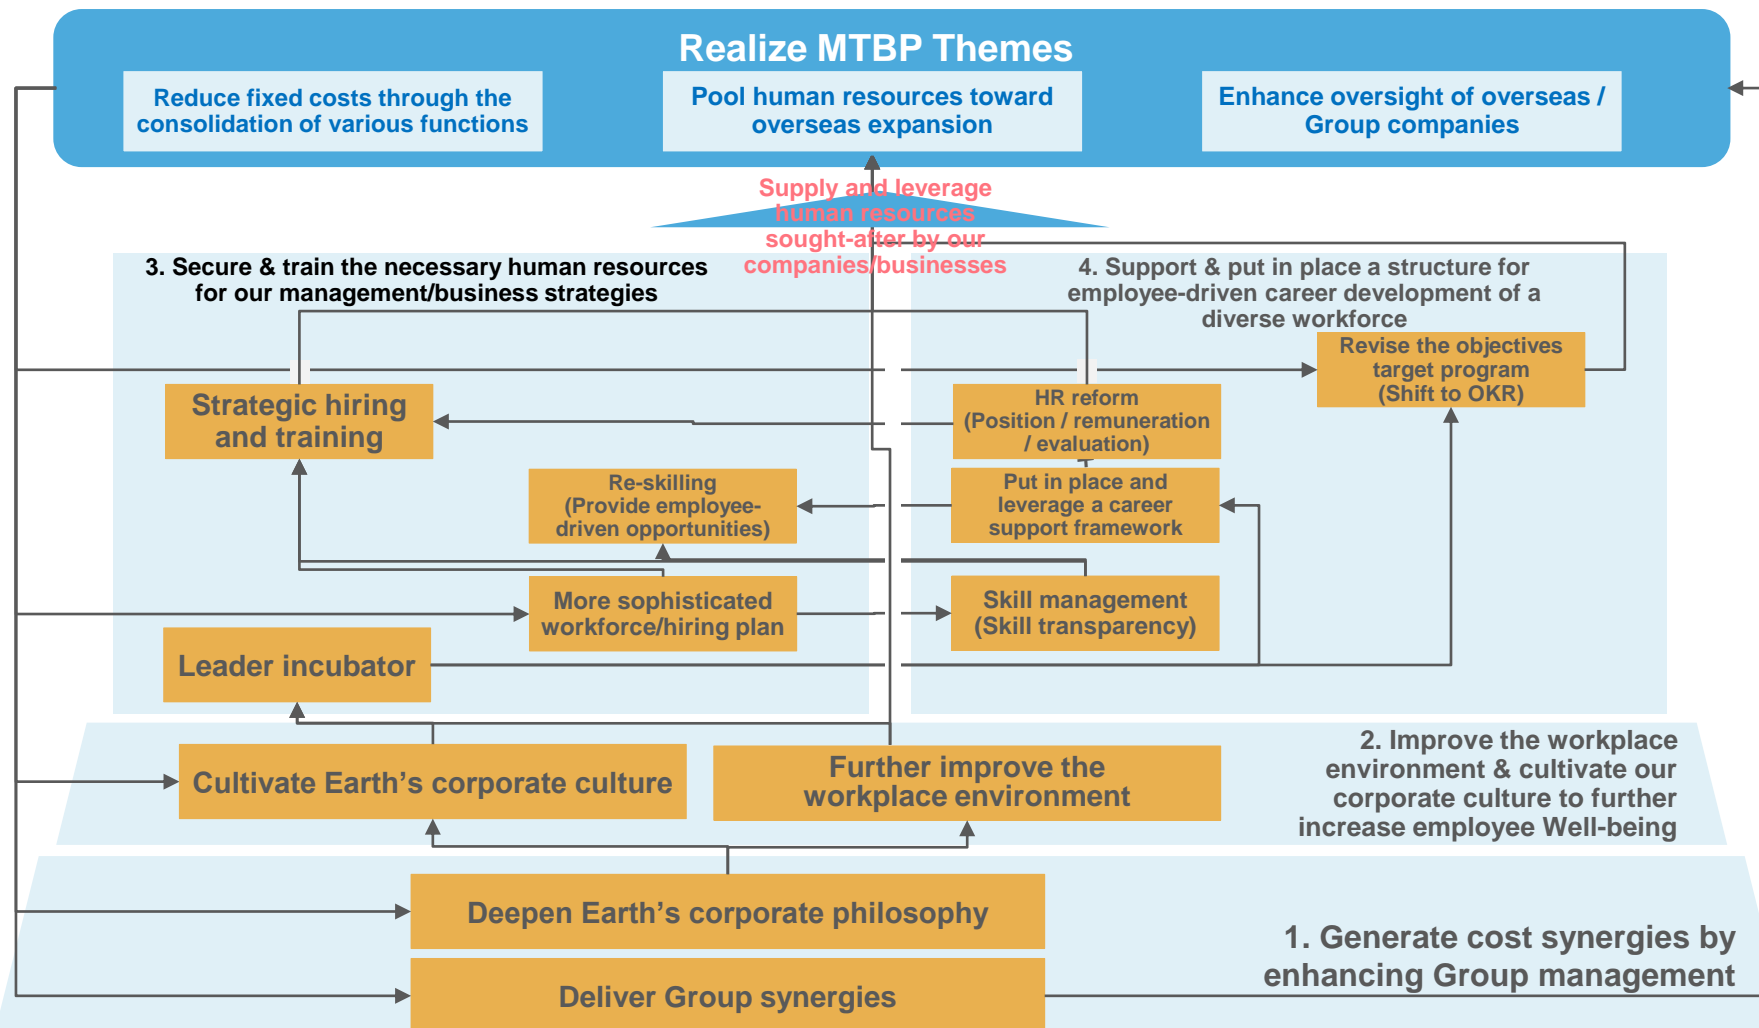 Realize MTBP Themes
Reduce fixed costs through the
consolidation of various functions
Pool human resources toward
overseas expansion
Enhance oversight of overseas /
Group companies
Supply and leverage
human resources
sought-after by our
companies/businesses
3. Secure & train the necessary human resources
for our management/business strategies
4. Support & put in place a structure for
employee-driven career development of a
diverse workforce
Revise the objectives
target program
(Shift to OKR)
Strategic hiring
and training
HR reform
(Position / remuneration
/ evaluation)
Re-skilling
(Provide employee-
driven opportunities)
Put in place and
leverage a career
support framework
More sophisticated
workforce/hiring plan
Skill management
(Skill transparency)
Leader incubator
Cultivate Earth’s corporate culture
Further improve the
workplace environment
2. Improve the workplace
environment & cultivate our
corporate culture to further
increase employee Well-being
Deepen Earth’s corporate philosophy
Deliver Group synergies
1. Generate cost synergies by
enhancing Group management